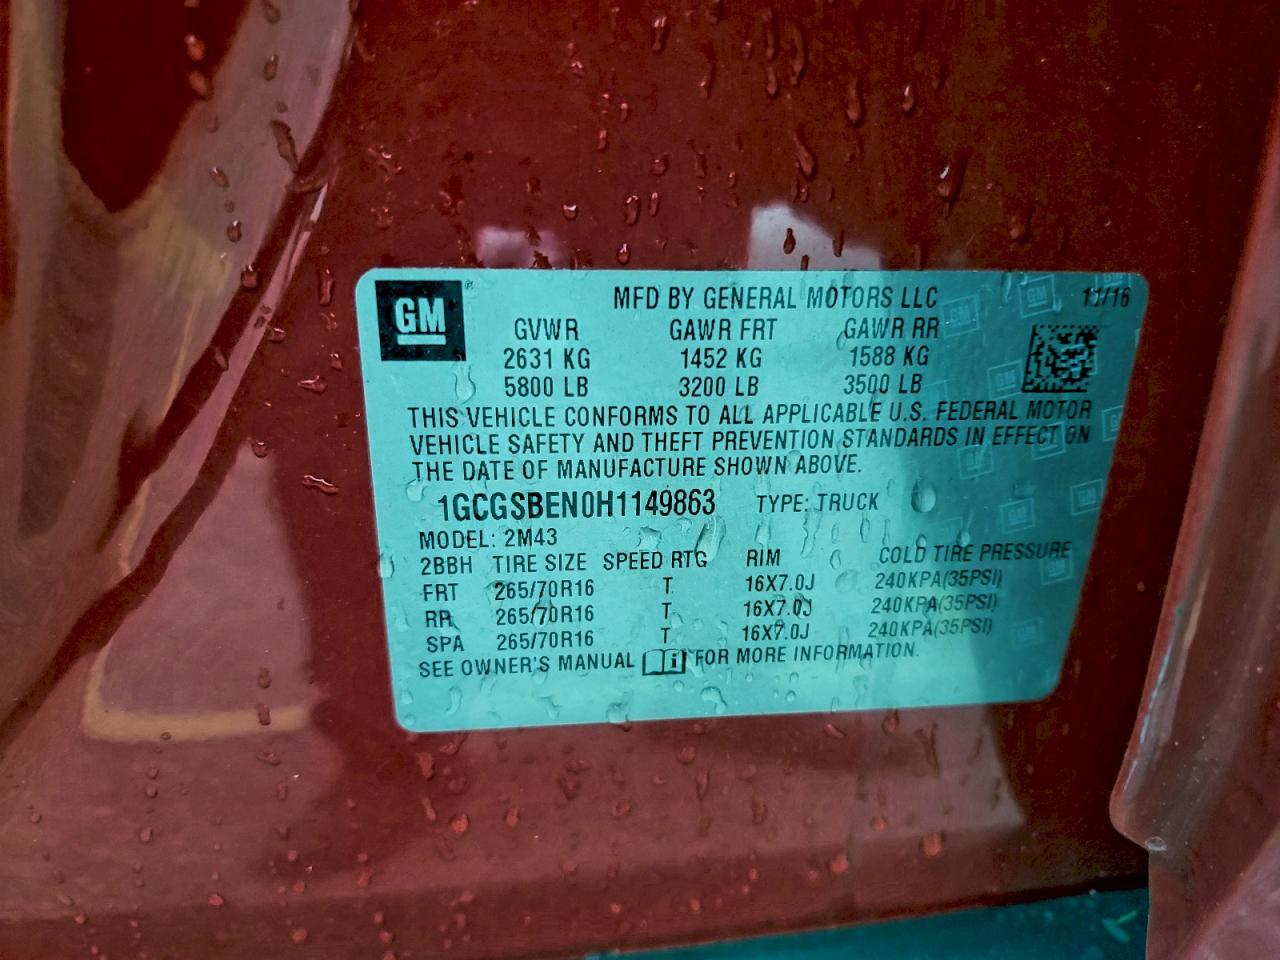 GM ®
MFD BY GENERAL MOTORS LLC 11/16
GVWR GAWR FRT GAWR RR
2631 KG 1452 KG 1588 KG
5800 LB 3200 LB 3500 LB
THIS VEHICLE CONFORMS TO ALL APPLICABLE U.S. FEDERAL MOTOR
VEHICLE SAFETY AND THEFT PREVENTION STANDARDS IN EFFECT ON
THE DATE OF MANUFACTURE SHOWN ABOVE.
1GCGSBEN0H1149863 TYPE: TRUCK
MODEL: 2M43
2BBH TIRE SIZE SPEED RTG RIM COLD TIRE PRESSURE
FRT 265/70R16 T 16X7.0J 240KPA(35PSI)
RR 265/70R16 T 16X7.0J 240KPA(35PSI)
SPA 265/70R16 T 16X7.0J 240KPA(35PSI)
SEE OWNER'S MANUAL FOR MORE INFORMATION.